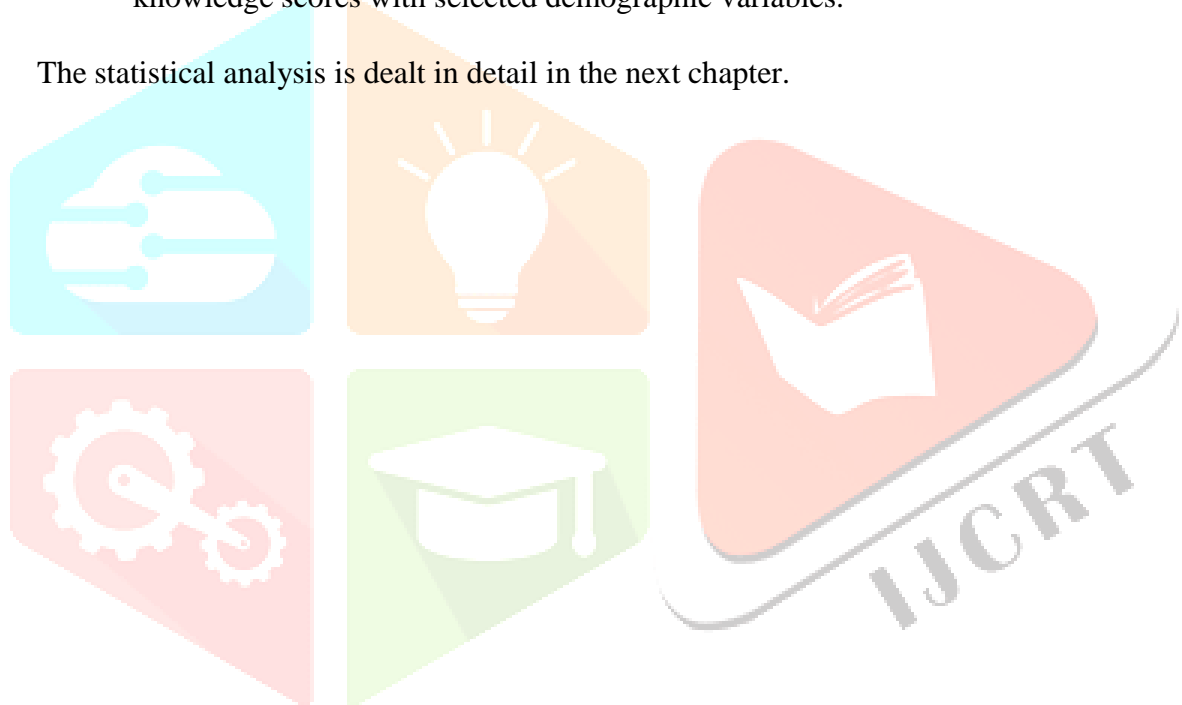 knowledge scores with selected demographic variables.
The statistical analysis is dealt in detail in the next chapter.
IJCRT